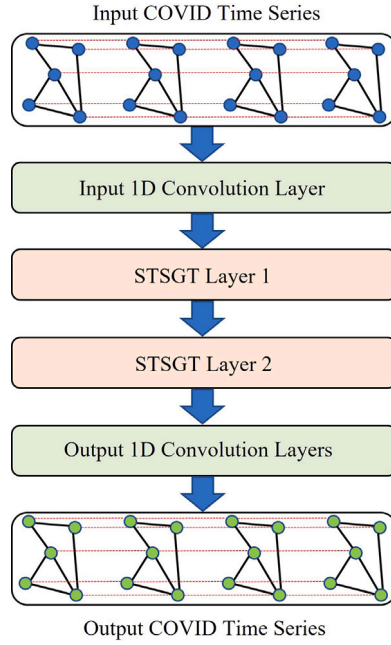 Input COVID Time Series
Input 1D Convolution Layer
STSGT Layer 1
STSGT Layer 2
Output 1D Convolution Layers
Output COVID Time Series